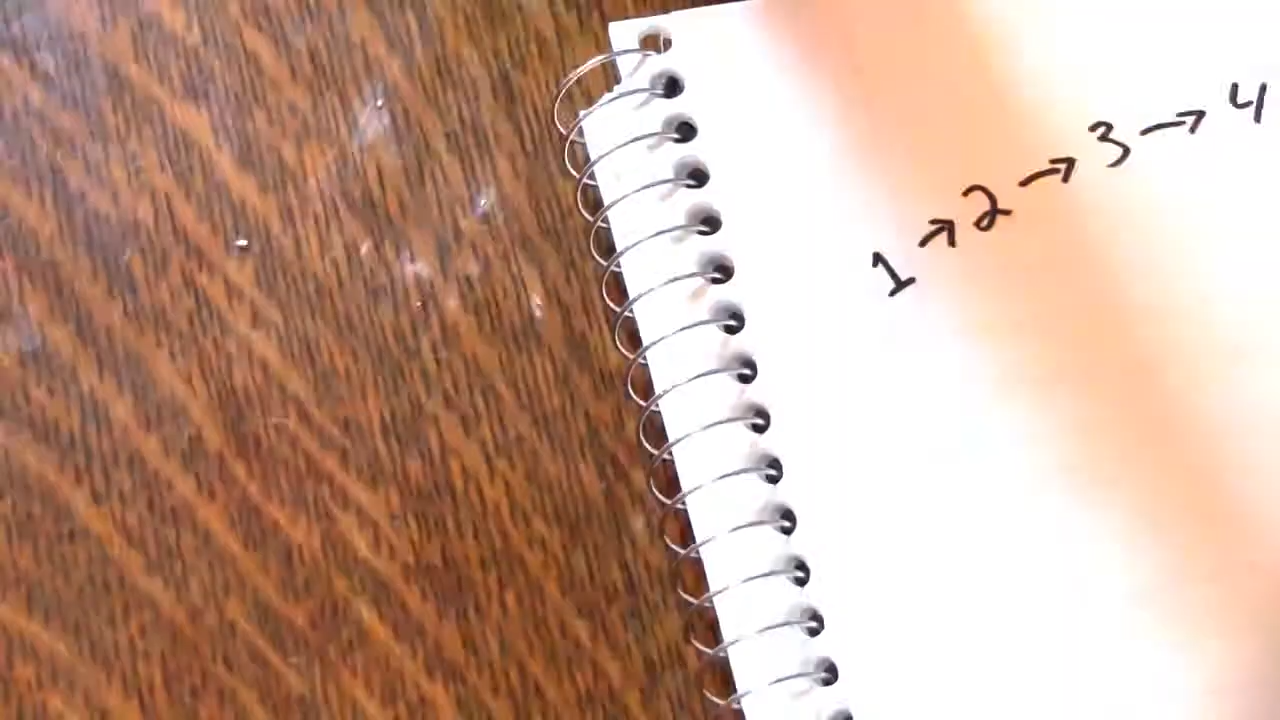 1 → 2 → 3 → 4